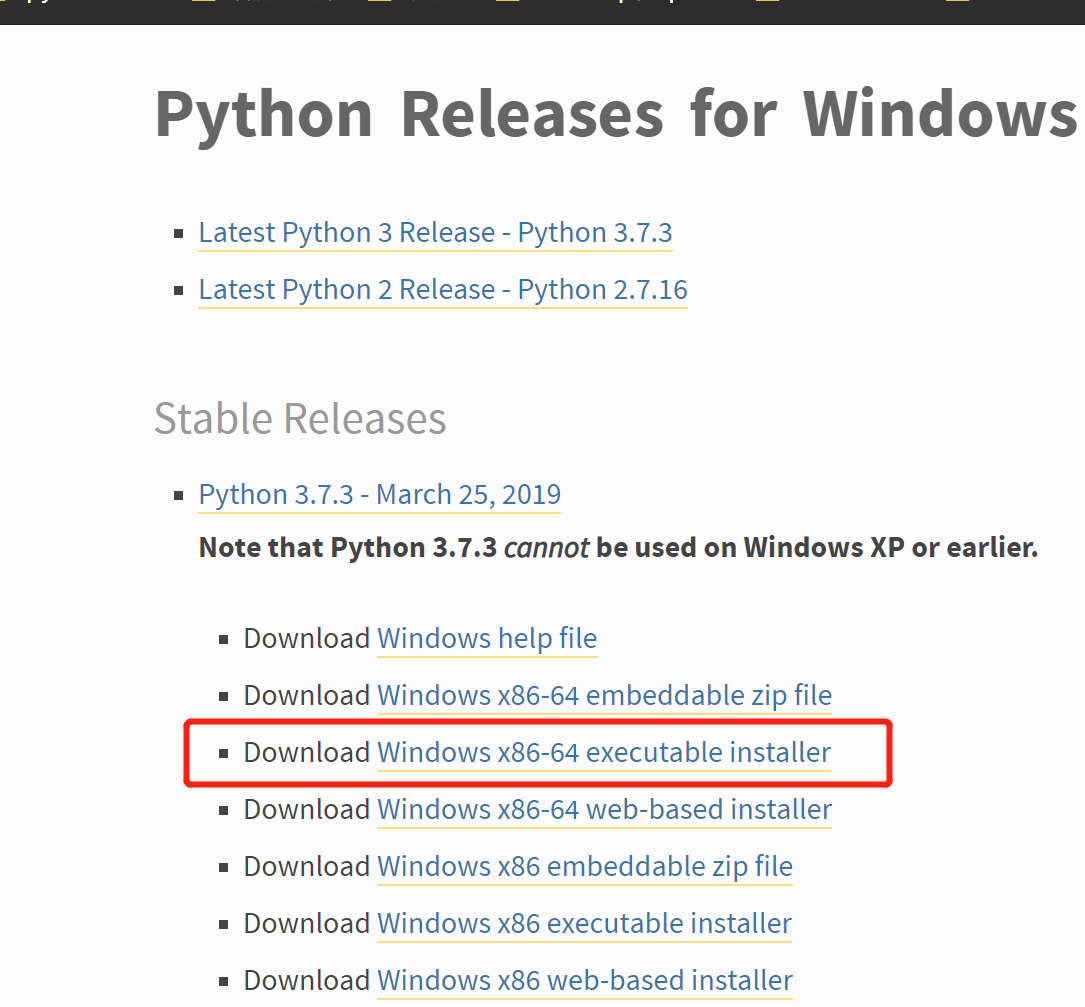 Python Releases for Windows
Latest Python 3 Release - Python 3.7.3
Latest Python 2 Release - Python 2.7.16
Stable Releases
Python 3.7.3 - March 25, 2019
Note that Python 3.7.3 cannot be used on Windows XP or earlier.
Download Windows help file
Download Windows x86-64 embeddable zip file
Download Windows x86-64 executable installer
Download Windows x86-64 web-based installer
Download Windows x86 embeddable zip file
Download Windows x86 executable installer
Download Windows x86 web-based installer